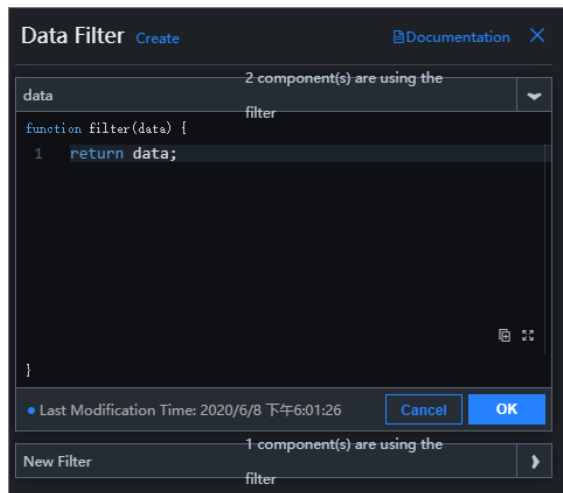 Data Filter Create Documentation
2 component(s) are using the
data
filter
function filter(data) {
1 return data;
}
Last Modification Time: 2020/6/8 下午6:01:26 Cancel OK
1 component(s) are using the
New Filter
filter